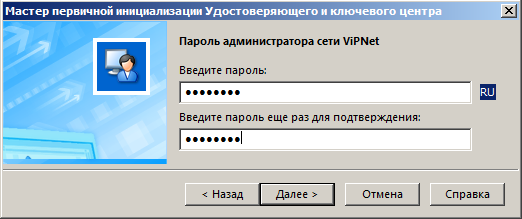 Мастер первичной инициализации Удостоверяющего и ключевого центра
Пароль администратора сети ViPNet
Введите пароль:
●●●●●●●●
RU
Введите пароль еще раз для подтверждения:
●●●●●●●●
< Назад
Далее >
Отмена
Справка